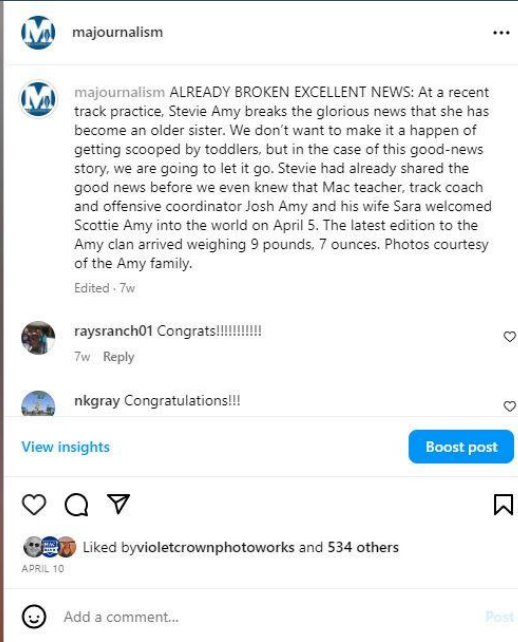 majournalism
majournalism ALREADY BROKEN EXCELLENT NEWS: At a recent
track practice, Stevie Amy breaks the glorious news that she has
become an older sister. We don't want to make it a happen of
getting scooped by toddlers, but in the case of this good-news
story, we are going to let it go. Stevie had already shared the
good news before we even knew that Mac teacher, track coach
and offensive coordinator Josh Amy and his wife Sara welcomed
Scottie Amy into the world on April 5. The latest edition to the
Amy clan arrived weighing 9 pounds, 7 ounces. Photos courtesy
of the Amy family.
Edited · 7w
raysranch01 Congrats!!!!!!!!!!!
7w Reply
nkgray Congratulations!!!
View insights
Boost post
Liked byvioletcrownphotoworks and 534 others
APRIL 10
Add a comment...
Post